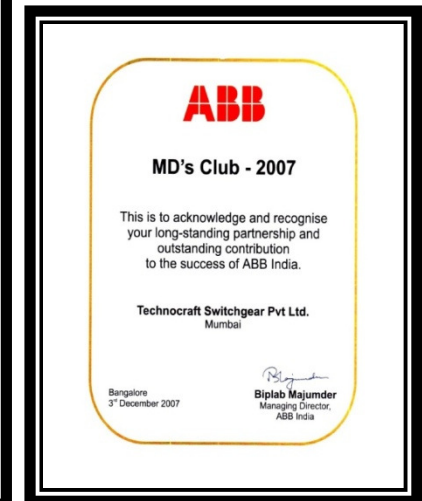 ABB
MD's Club - 2007
This is to acknowledge and recognise
your long-standing partnership and
outstanding contribution
to the success of ABB India.
Technocraft Switchgear Pvt Ltd.
Mumbai
Bangalore
3rd December 2007
Biplab Majumder
Managing Director,
ABB India